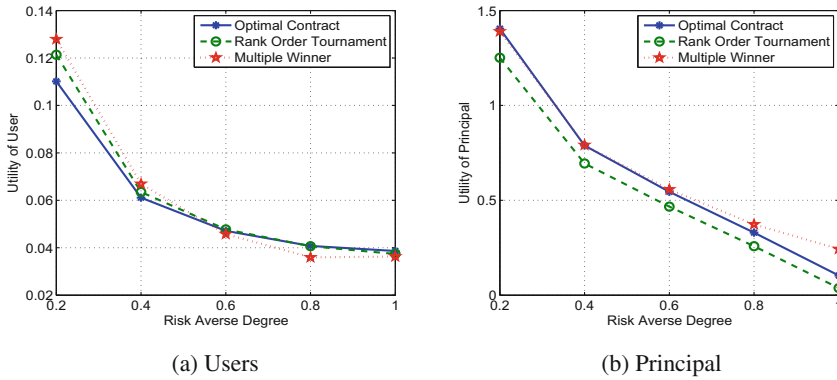 0.14
0.12
0.1
0.08
0.06
0.04
0.02
0.2
0.4
0.6
0.8
1
Utility of User
Risk Averse Degree
Optimal Contract
Rank Order Tournament
Multiple Winner
(a) Users
1.5
1
0.5
0
0.2
0.4
0.6
0.8
1
Utility of Principal
Risk Averse Degree
Optimal Contract
Rank Order Tournament
Multiple Winner
(b) Principal